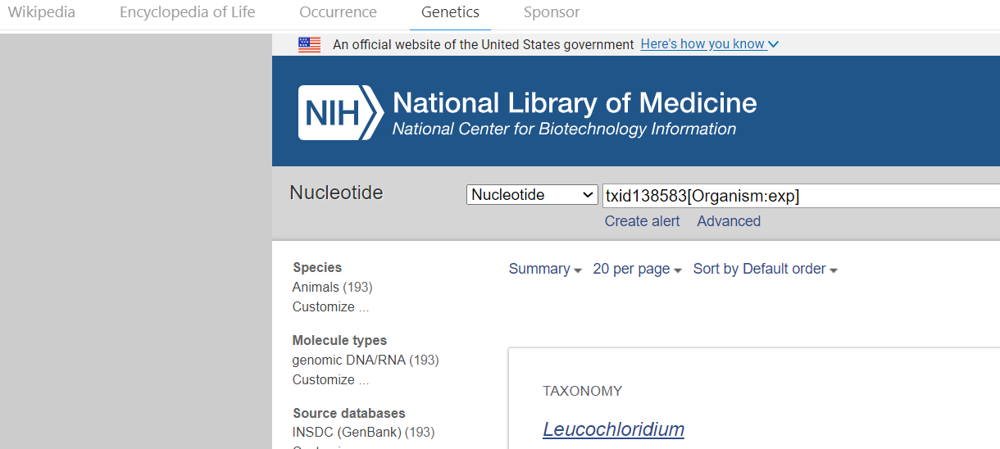 Wikipedia Encyclopedia of Life Occurrence Genetics Sponsor
An official website of the United States government Here's how you know
NIH National Library of Medicine
National Center for Biotechnology Information
Nucleotide Nucleotide txid138583[Organism:exp]
Create alert Advanced
Summary 20 per page Sort by Default order
Species
Animals (193)
Customize ...
Molecule types
genomic DNA/RNA (193)
Customize ...
Source databases
INSDC (GenBank) (193)
TAXONOMY
Leucochloridium